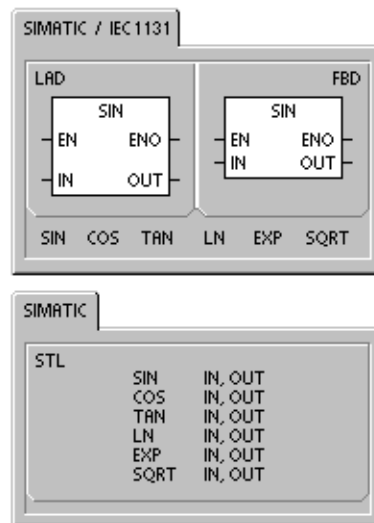 SIMATIC / IEC1131
LAD FBD
SIN SIN
EN ENO EN ENO
IN OUT IN OUT
SIN COS TAN LN EXP SQRT
SIMATIC
STL
SIN IN, OUT
COS IN, OUT
TAN IN, OUT
LN IN, OUT
EXP IN, OUT
SQRT IN, OUT